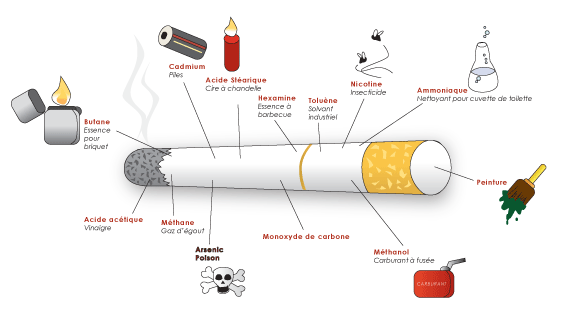 Cadmium
Piles
Acide Stéarique
Cire à chandelle
Hexamine
Essence à
barbecue
Toluène
Solvant
industriel
Nicotine
Insecticide
Ammoniaque
Nettoyant pour cuvette de toilette
Butane
Essence
pour
briquet
Peinture
Acide acétique
Vinaigre
Méthane
Gaz d'égout
Arsenic
Poison
Monoxyde de carbone
Méthanol
Carburant à fusée
CARBURANT